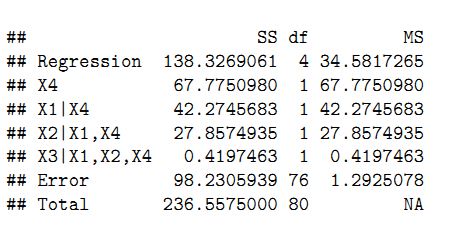 ##                    SS df         MS
## Regression  138.3269061  4 34.5817265
## X4           67.7750980  1 67.7750980
## X1|X4        42.2745683  1 42.2745683
## X2|X1,X4     27.8574935  1 27.8574935
## X3|X1,X2,X4   0.4197463  1  0.4197463
## Error        98.2305939 76  1.2925078
## Total       236.5575000 80         NA